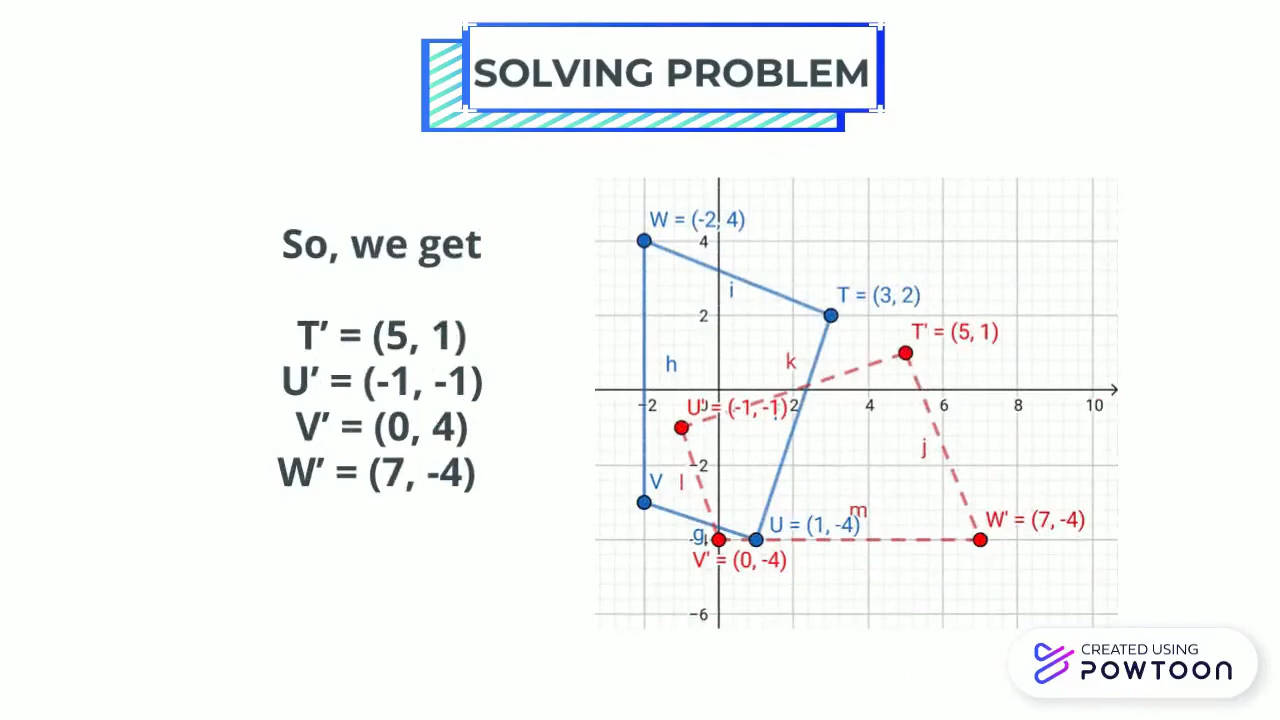 SOLVING PROBLEM
So, we get
T’ = (5, 1)
U’ = (-1, -1)
V’ = (0, 4)
W’ = (7, -4)
W = (-2, 4)
4
i
T = (3, 2)
2
T' = (5, 1)
h
k
−2
0
2
4
6
8
10
U' = (-1, -1)
j
−2
V
l
m
W' = (7, -4)
U = (1, -4)
g
V' = (0, -4)
−6
CREATED USING
POWTOON